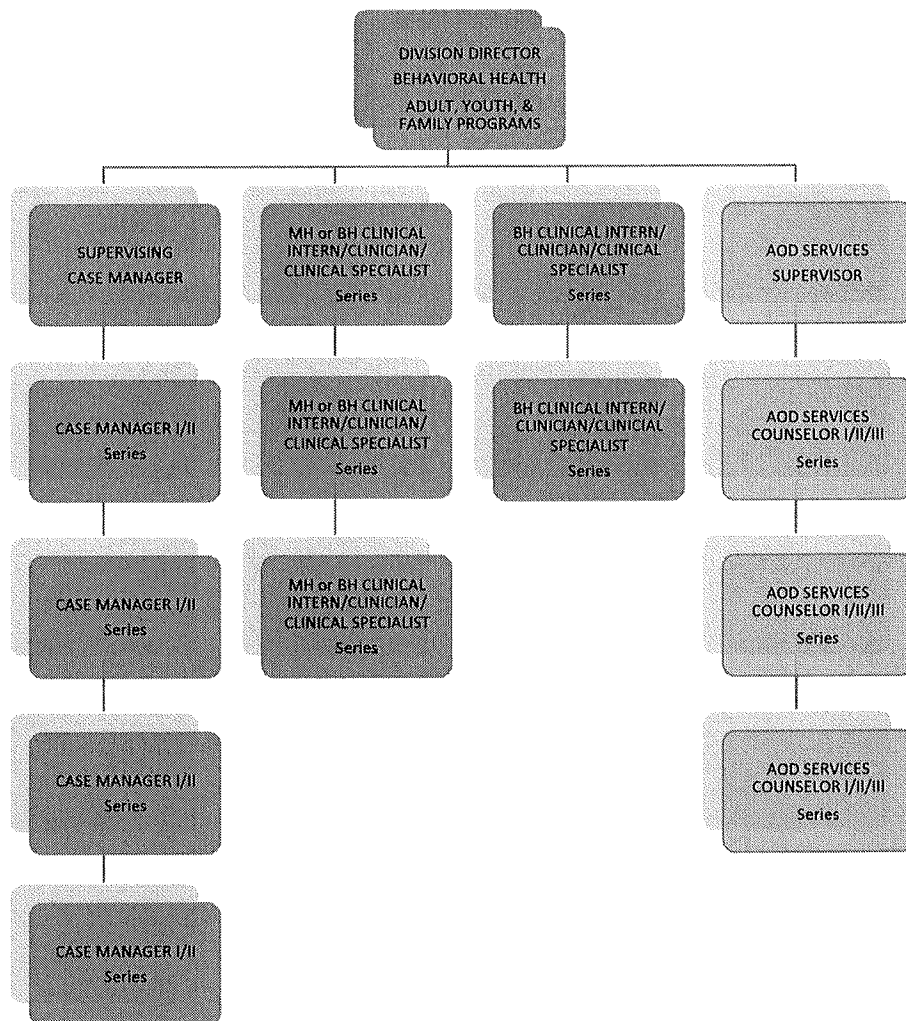 DIVISION DIRECTOR
BEHAVIORAL HEALTH
ADULT, YOUTH, &
FAMILY PROGRAMS
SUPERVISING
CASE MANAGER
CASE MANAGER I/II
Series
CASE MANAGER I/II
Series
CASE MANAGER I/II
Series
CASE MANAGER I/II
Series
MH or BH CLINICAL
INTERN/CLINICIAN/
CLINICAL SPECIALIST
Series
MH or BH CLINICAL
INTERN/CLINICIAN/
CLINICAL SPECIALIST
Series
MH or BH CLINICAL
INTERN/CLINICIAN/
CLINICAL SPECIALIST
Series
BH CLINICAL INTERN/
CLINICIAN/CLINICAL
SPECIALIST
Series
BH CLINICAL INTERN/
CLINICIAN/CLINICIAL
SPECIALIST
Series
AOD SERVICES
SUPERVISOR
AOD SERVICES
COUNSELOR I/II/III
Series
AOD SERVICES
COUNSELOR I/II/III
Series
AOD SERVICES
COUNSELOR I/II/III
Series